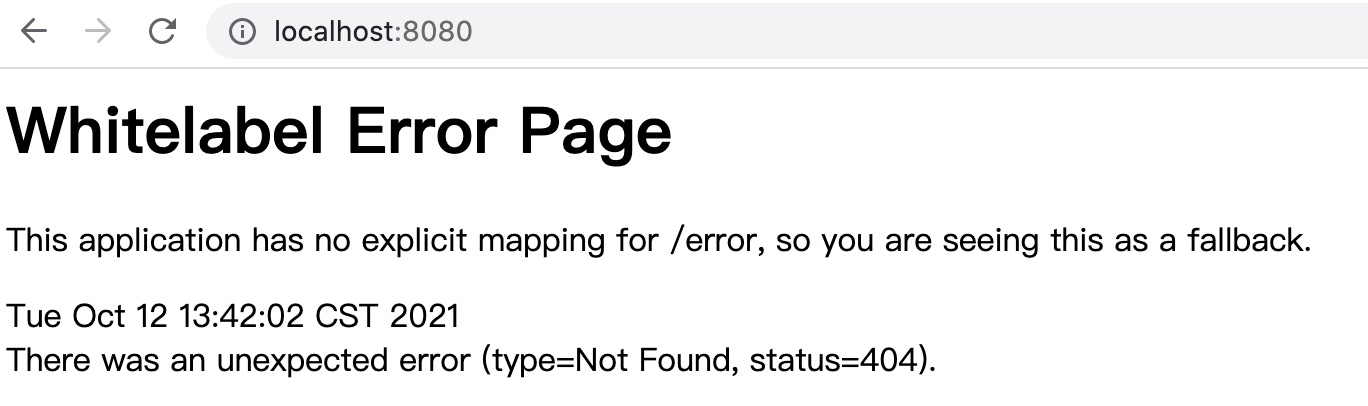 localhost:8080
Whitelabel Error Page
This application has no explicit mapping for /error, so you are seeing this as a fallback.
Tue Oct 12 13:42:02 CST 2021
There was an unexpected error (type=Not Found, status=404).